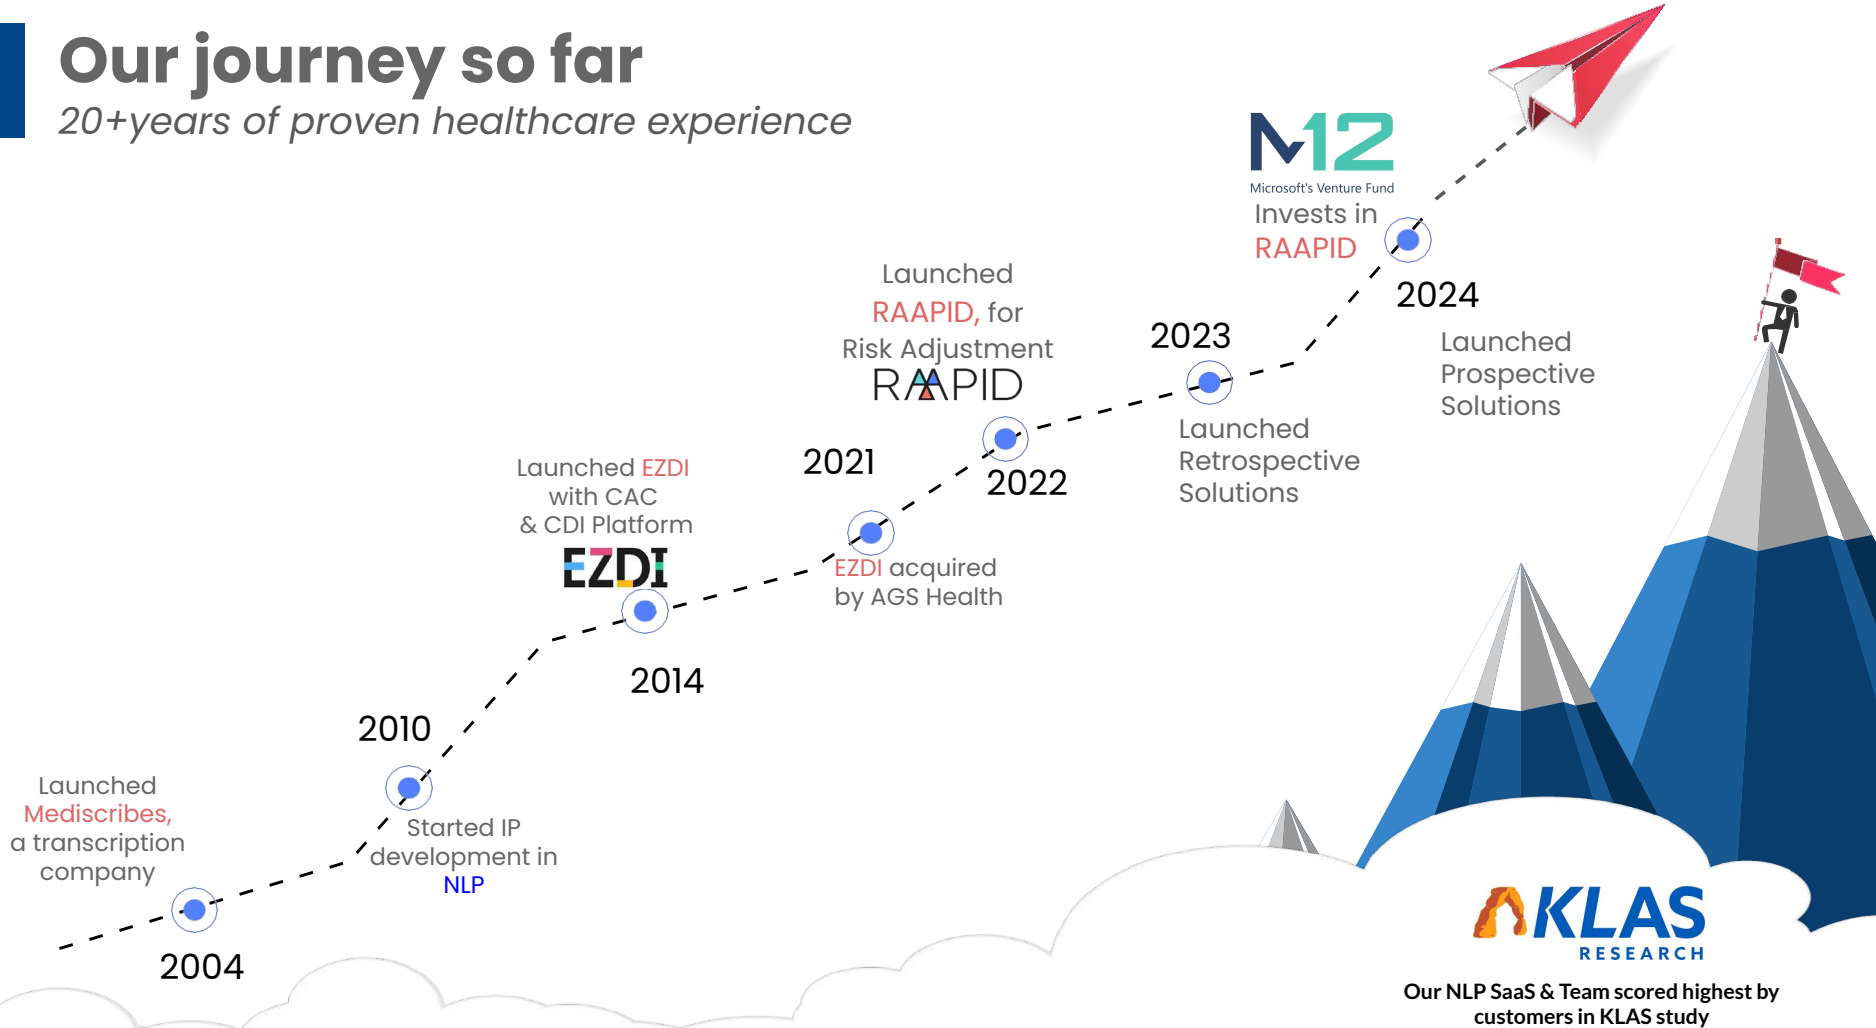 Our journey so far
20+years of proven healthcare experience
Launched
Mediscribes,
a transcription
company
2004
2010
Started IP
development in
NLP
Launched EZDI
with CAC
& CDI Platform
EZDI
2014
2021
EZDI acquired
by AGS Health
Launched
RAAPID, for
Risk Adjustment
RAAPID
2022
2023
Launched
Retrospective
Solutions
M12
Microsoft's Venture Fund
Invests in
RAAPID
2024
Launched
Prospective
Solutions
KLAS
RESEARCH
Our NLP SaaS & Team scored highest by
customers in KLAS study